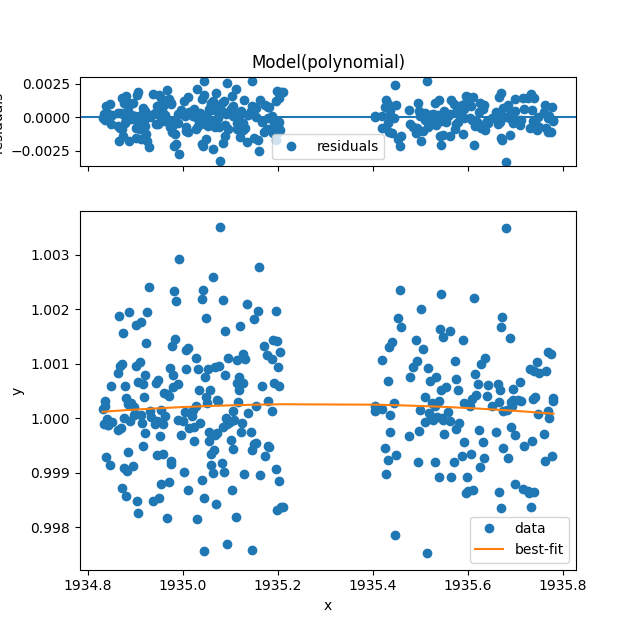 Model(polynomial)
0.0025
0.0000
−0.0025
residuals
residuals
1.003
1.002
1.001
1.000
0.999
0.998
y
data
best-fit
1934.8 1935.0 1935.2 1935.4 1935.6 1935.8
x